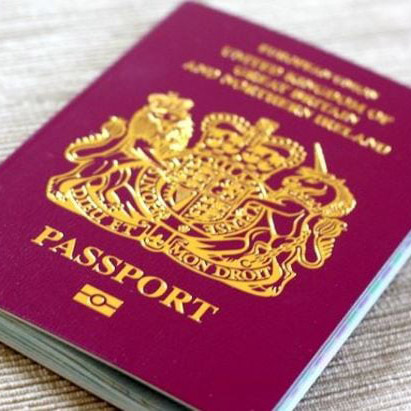 EUROPEAN UNION
UNITED KINGDOM OF
GREAT BRITAIN
AND NORTHERN IRELAND
DIEU ET MON DROIT
PASSPORT